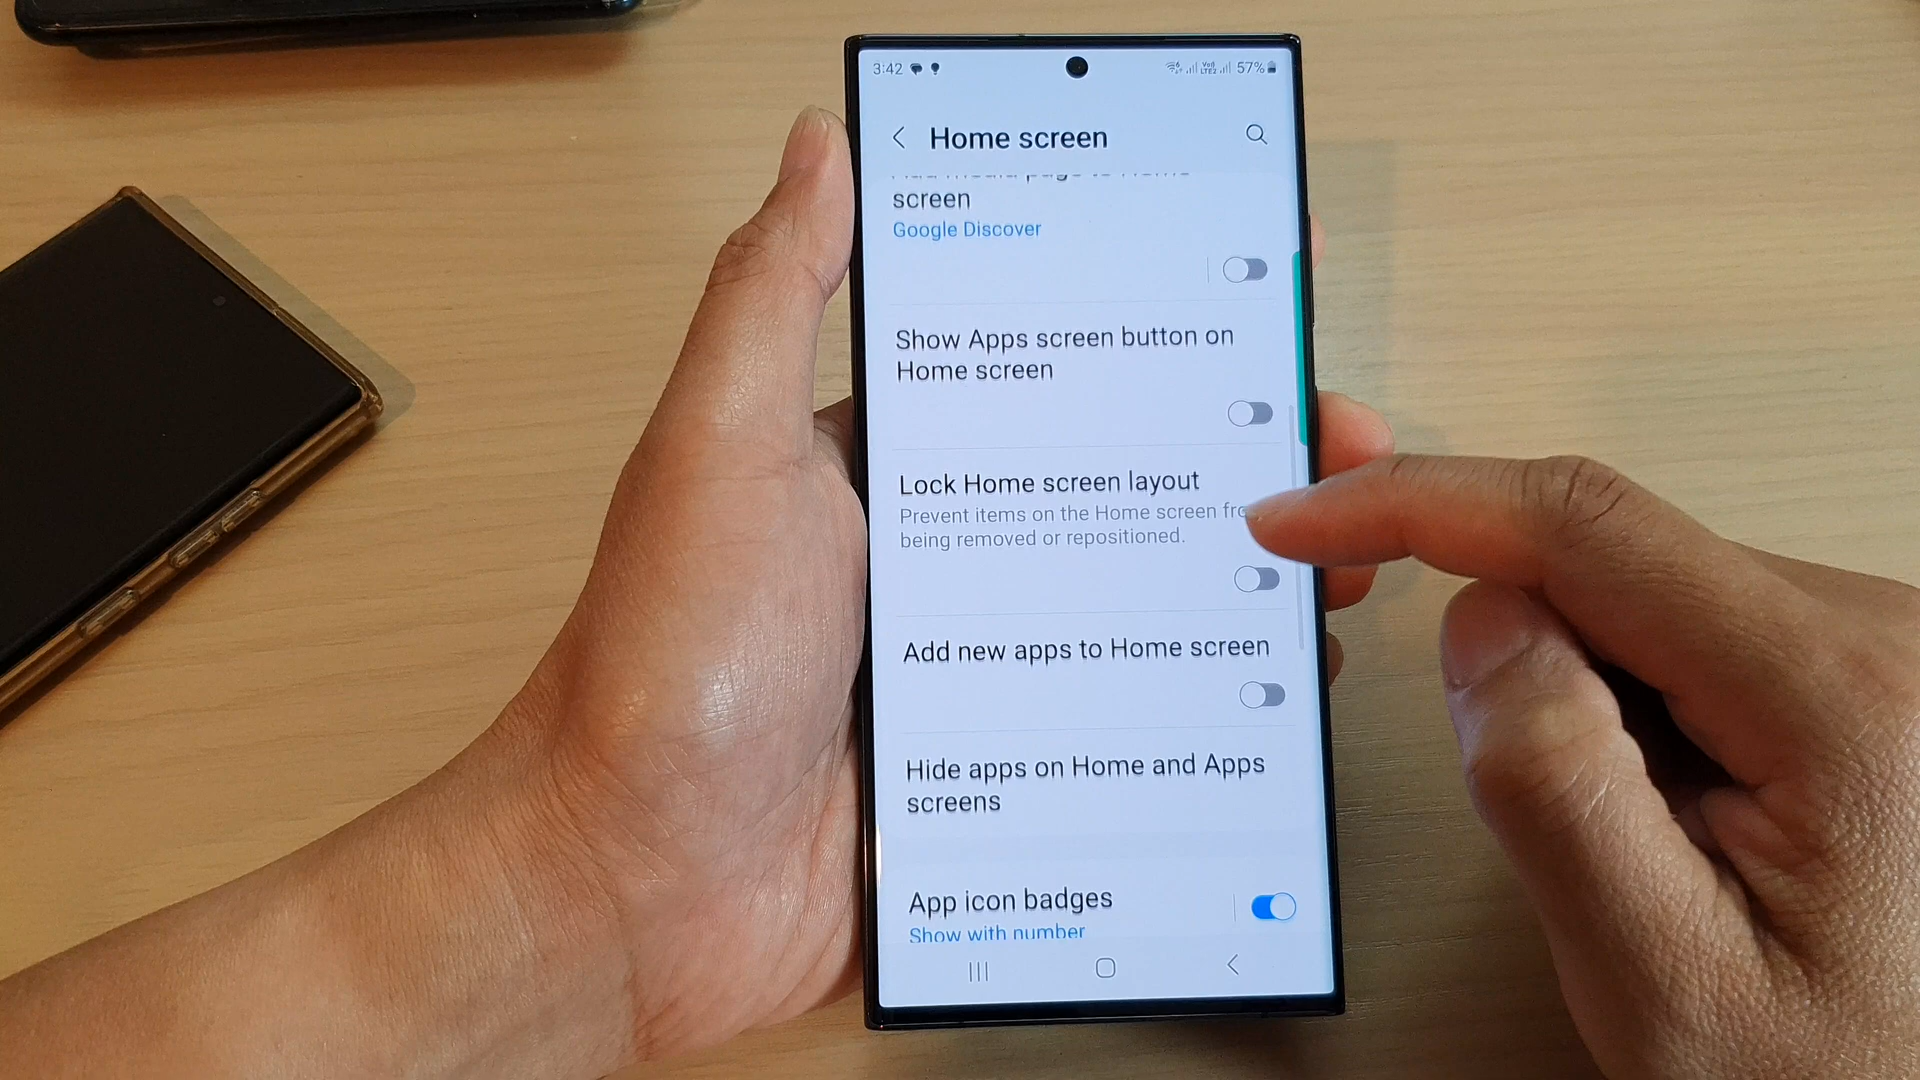 3:42
57%
Home screen
screen
Google Discover
Show Apps screen button on
Home screen
Lock Home screen layout
Prevent items on the Home screen fro
being removed or repositioned.
Add new apps to Home screen
Hide apps on Home and Apps
screens
App icon badges
Show with number